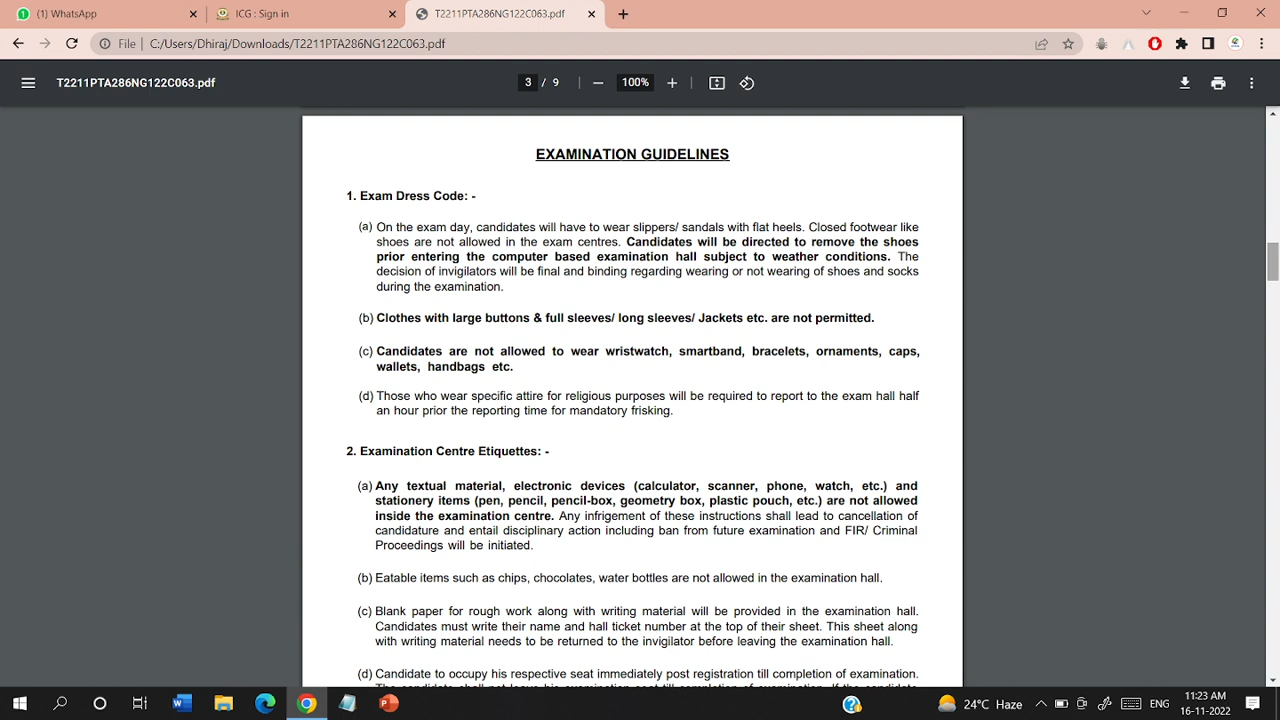 (1) WhatsApp
ICG : Sign in
T2211PTA286NG122C063.pdf
File | C:/Users/Dhiraj/Downloads/T2211PTA286NG122C063.pdf
T2211PTA286NG122C063.pdf
3 / 9
100%
EXAMINATION GUIDELINES
1. Exam Dress Code: -
(a) On the exam day, candidates will have to wear slippers/ sandals with flat heels. Closed footwear like
shoes are not allowed in the exam centres. Candidates will be directed to remove the shoes
prior entering the computer based examination hall subject to weather conditions. The
decision of invigilators will be final and binding regarding wearing or not wearing of shoes and socks
during the examination.
(b) Clothes with large buttons & full sleeves/ long sleeves/ Jackets etc. are not permitted.
(c) Candidates are not allowed to wear wristwatch, smartband, bracelets, ornaments, caps,
wallets, handbags etc.
(d) Those who wear specific attire for religious purposes will be required to report to the exam hall half
an hour prior the reporting time for mandatory frisking.
2. Examination Centre Etiquettes: -
(a) Any textual material, electronic devices (calculator, scanner, phone, watch, etc.) and
stationery items (pen, pencil, pencil-box, geometry box, plastic pouch, etc.) are not allowed
inside the examination centre. Any infrigement of these instructions shall lead to cancellation of
candidature and entail disciplinary action including ban from future examination and FIR/ Criminal
Proceedings will be initiated.
(b) Eatable items such as chips, chocolates, water bottles are not allowed in the examination hall.
(c) Blank paper for rough work along with writing material will be provided in the examination hall.
Candidates must write their name and hall ticket number at the top of their sheet. This sheet along
with writing material needs to be returned to the invigilator before leaving the examination hall.
(d) Candidate to occupy his respective seat immediately post registration till completion of examination.
24°C Haze
ENG
11:23 AM
16-11-2022